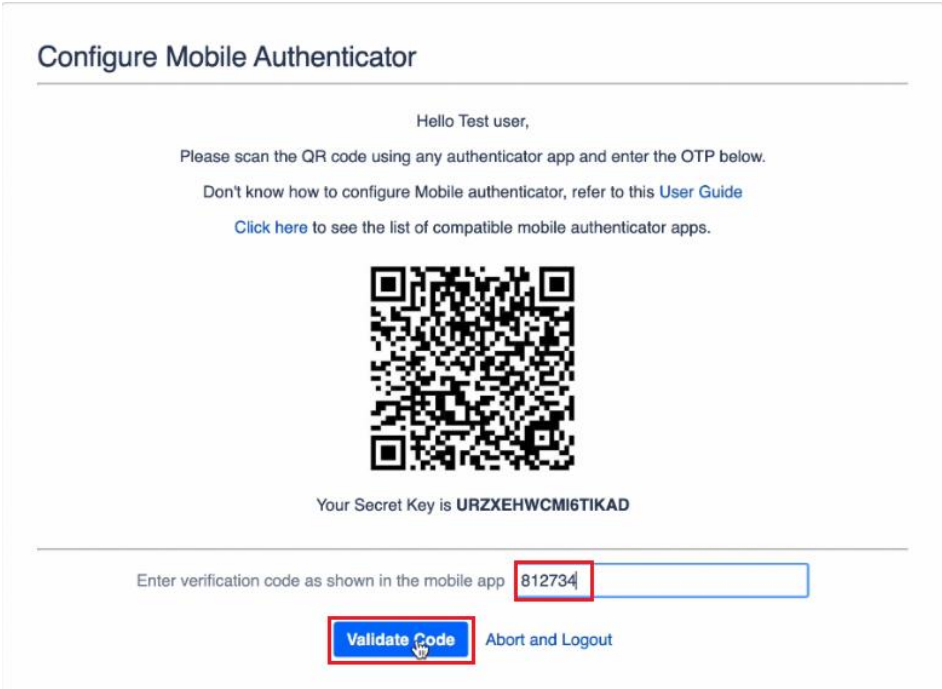 Configure Mobile Authenticator
Hello Test user,
Please scan the QR code using any authenticator app and enter the OTP below.
Don't know how to configure Mobile authenticator, refer to this User Guide
Click here to see the list of compatible mobile authenticator apps.
Your Secret Key is URZXEHWCMI6TIKAD
Enter verification code as shown in the mobile app 812734
Validate Code Abort and Logout